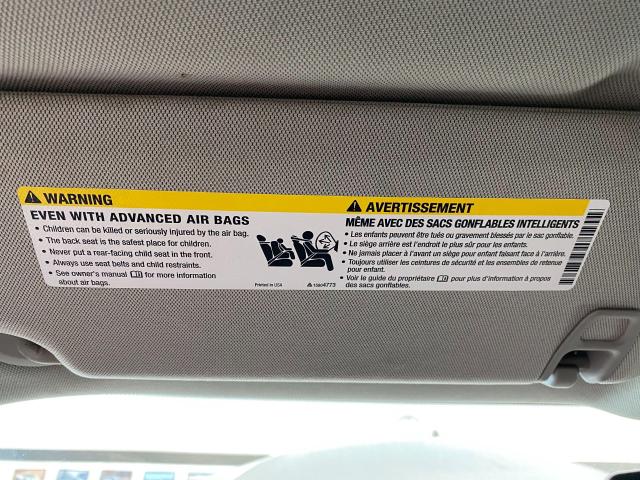 WARNING
EVEN WITH ADVANCED AIR BAGS
• Children can be killed or seriously injured by the air bag.
• The back seat is the safest place for children.
• Never put a rear-facing child seat in the front.
• Always use seat belts and child restraints.
• See owner's manual for more information
about air bags.
Printed in USA
AVERTISSEMENT
MÊME AVEC DES SACS GONFLABLES INTELLIGENTS
• Les enfants peuvent être tués ou gravement blessés par le sac gonflable.
• Le siège arrière est l'endroit le plus sûr pour les enfants.
• Ne jamais placer à l'avant un siège pour enfant faisant face à l'arrière.
• Toujours utiliser les ceintures de sécurité et les ensembles de retenue
pour enfant.
• Voir le guide du propriétaire pour plus d'information à propos
des sacs gonflables.